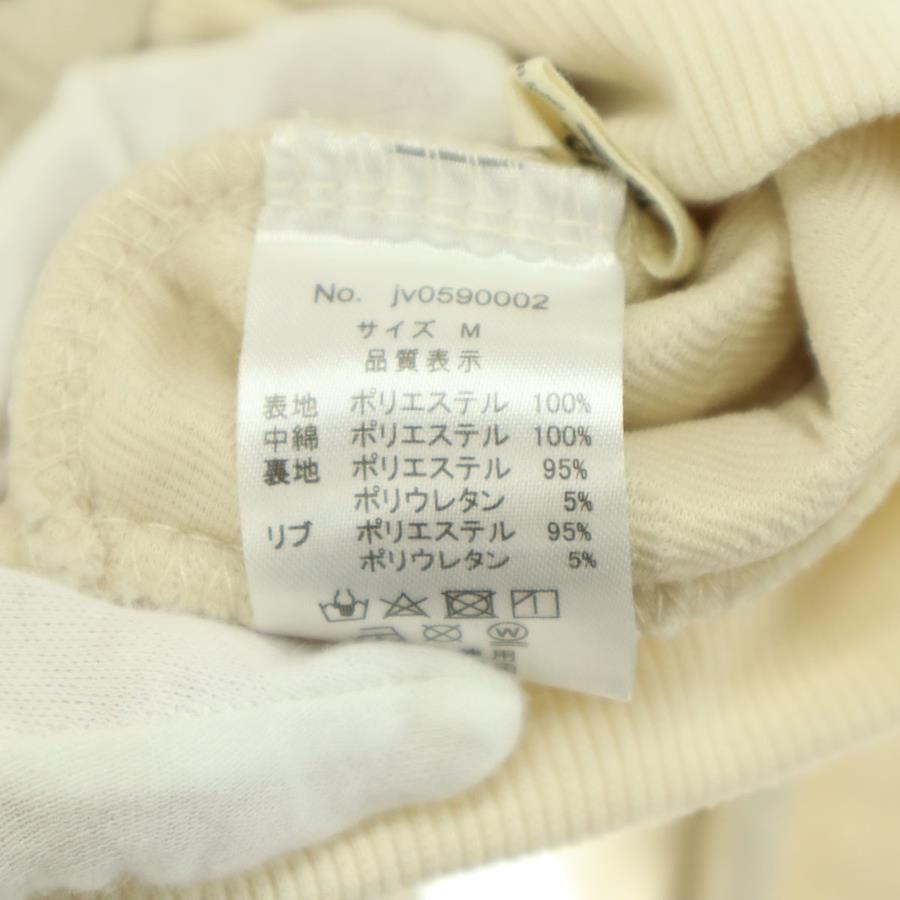 No. jv0590002
サイズ M
品質表示
表地 ポリエステル 100%
中綿 ポリエステル 100%
裏地 ポリエステル 95%
ポリウレタン 5%
リブ ポリエステル 95%
ポリウレタン 5%
W
用